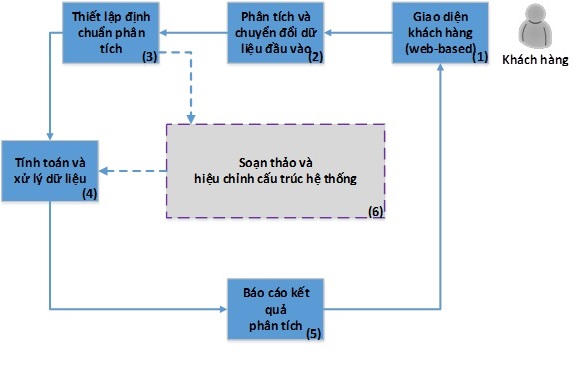 Thiết lập định
chuẩn phân
tích
(3)
Phân tích và
chuyển đổi dữ
liệu đầu vào
(2)
Giao diện
khách hàng
(web-based)
(1)
Khách hàng
Tính toán và
xử lý dữ liệu
(4)
Soạn thảo và
hiệu chỉnh cấu trúc hệ thống
(6)
Báo cáo kết
quả
phân tích
(5)